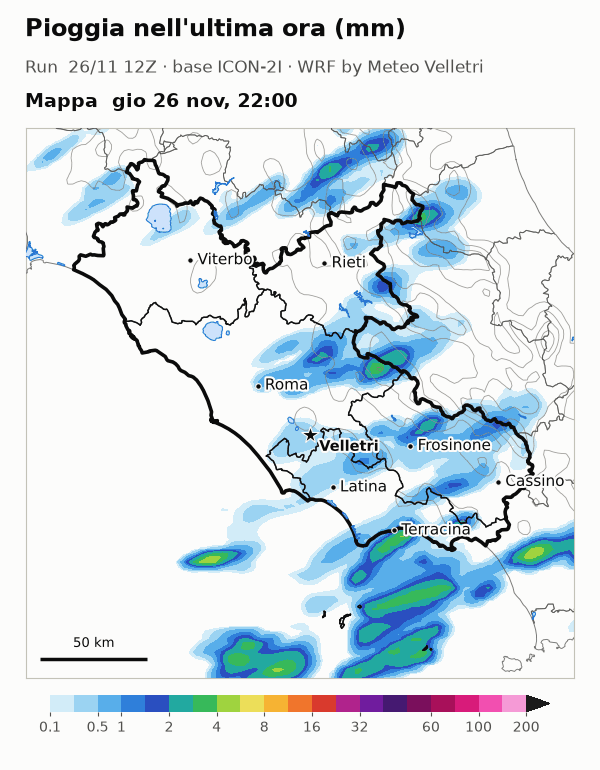 Pioggia nell'ultima ora (mm)
Run  26/11 12Z · base ICON-2I · WRF by Meteo Velletri
Mappa  gio 26 nov, 22:00
Viterbo
Rieti
Roma
Velletri
Frosinone
Latina
Cassino
Terracina
50 km
0.1 0.5 1 2 4 8 16 32 60 100 200